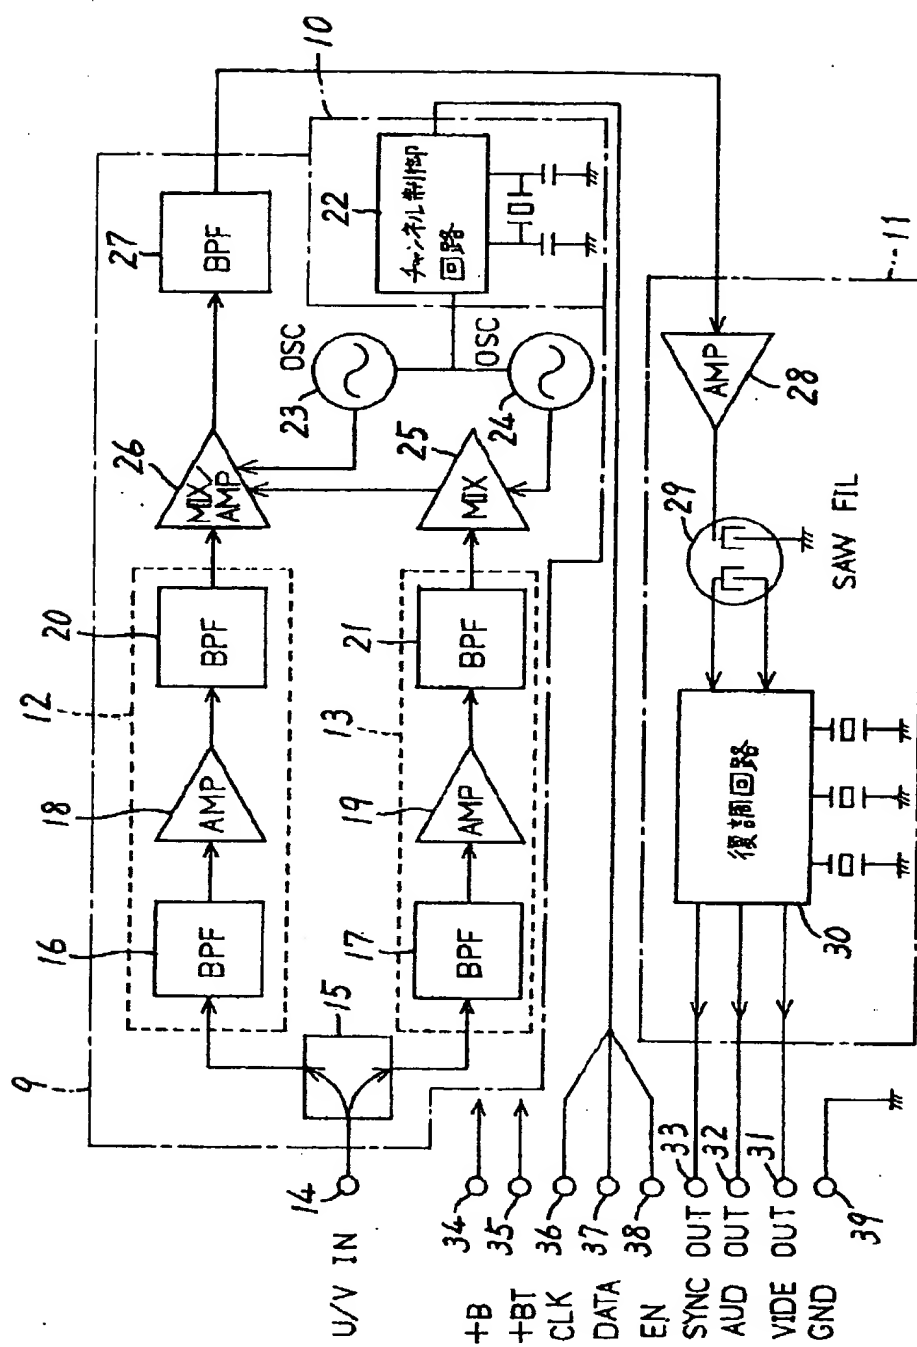 9
12
20
27
10
16
18
26
BPF
AMP
BPF
MIX/
AMP
BPF
22
チャンネル制御
回路
OSC
23
OSC
24
15
13
21
25
17
19
BPF
AMP
BPF
MIX
14
U/V IN
34
+B
35
+BT
36
CLK
37
DATA
38
EN
33
SYNC OUT
32
AUD OUT
31
VIDE OUT
39
GND
11
AMP
28
29
SAW FIL
復調回路
30